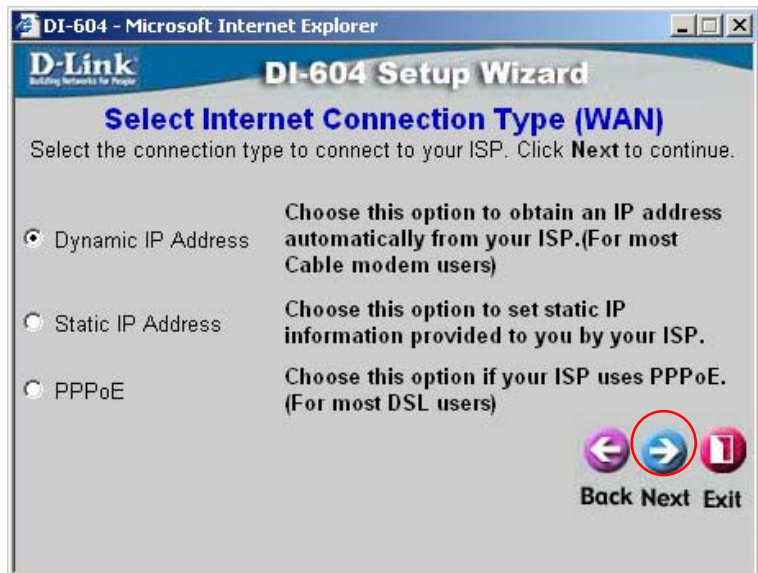 DI-604 - Microsoft Internet Explorer
D-Link
Building Networks for People
DI-604 Setup Wizard
Select Internet Connection Type (WAN)
Select the connection type to connect to your ISP. Click Next to continue.
Dynamic IP Address
Choose this option to obtain an IP address
automatically from your ISP.(For most
Cable modem users)
Static IP Address
Choose this option to set static IP
information provided to you by your ISP.
PPPoE
Choose this option if your ISP uses PPPoE.
(For most DSL users)
Back Next Exit